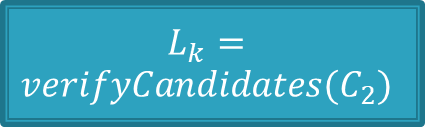 L_k =
verifyCandidates(C_2)